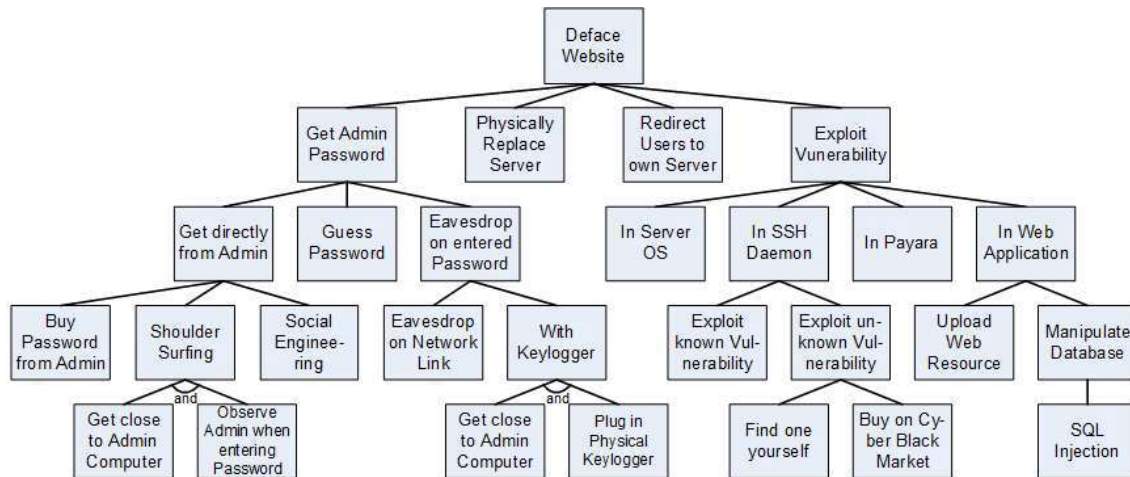 Deface
Website
Get Admin
Password
Physically
Replace
Server
Redirect
Users to
own Server
Exploit
Vunerability
Get directly
from Admin
Guess
Password
Eavesdrop
on entered
Password
In Server
OS
In SSH
Daemon
In Payara
In Web
Application
Buy
Password
from Admin
Shoulder
Surfing
Social
Enginee-
ring
Eavesdrop
on Network
Link
With
Keylogger
Exploit
known Vul-
nerability
Exploit un-
known Vul-
nerability
Upload
Web
Resource
Manipulate
Database
and
and
Get close
to Admin
Computer
Observe
Admin when
entering
Password
Get close
to Admin
Computer
Plug in
Physical
Keylogger
Find one
yourself
Buy on Cy-
ber Black
Market
SQL
Injection